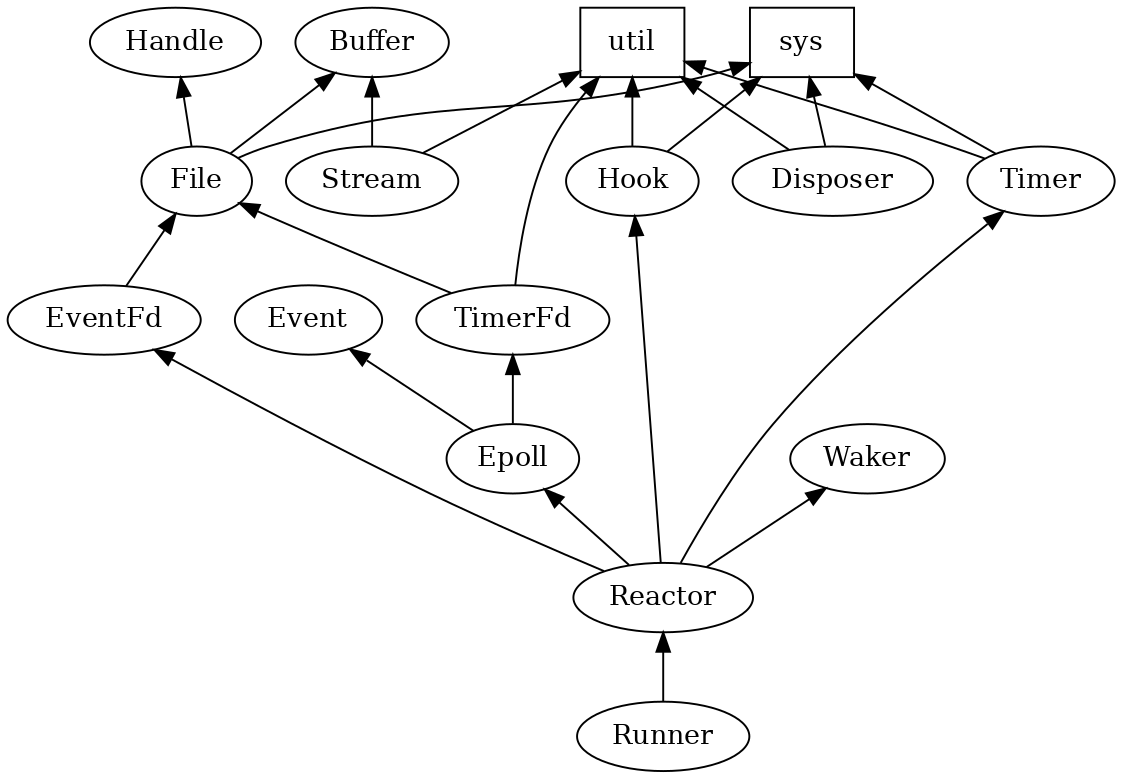 Handle
Buffer
util
sys
File
Stream
Hook
Disposer
Timer
EventFd
Event
TimerFd
Epoll
Waker
Reactor
Runner